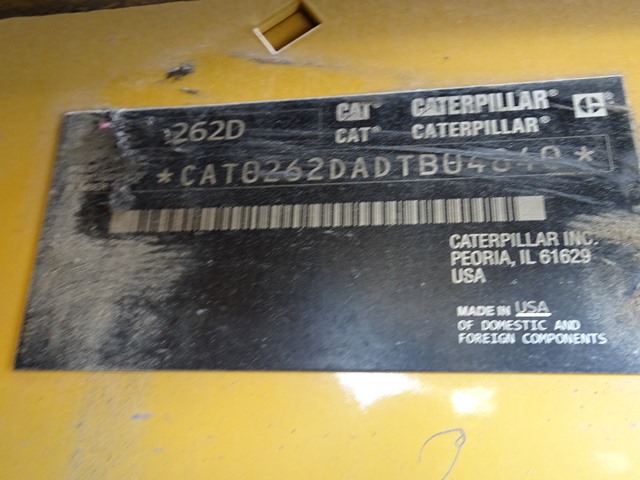 262D
CAT® CATERPILLAR®
CAT® CATERPILLAR®
CATERPILLAR INC.
PEORIA, IL 61629
USA
MADE IN USA
OF DOMESTIC AND
FOREIGN COMPONENTS